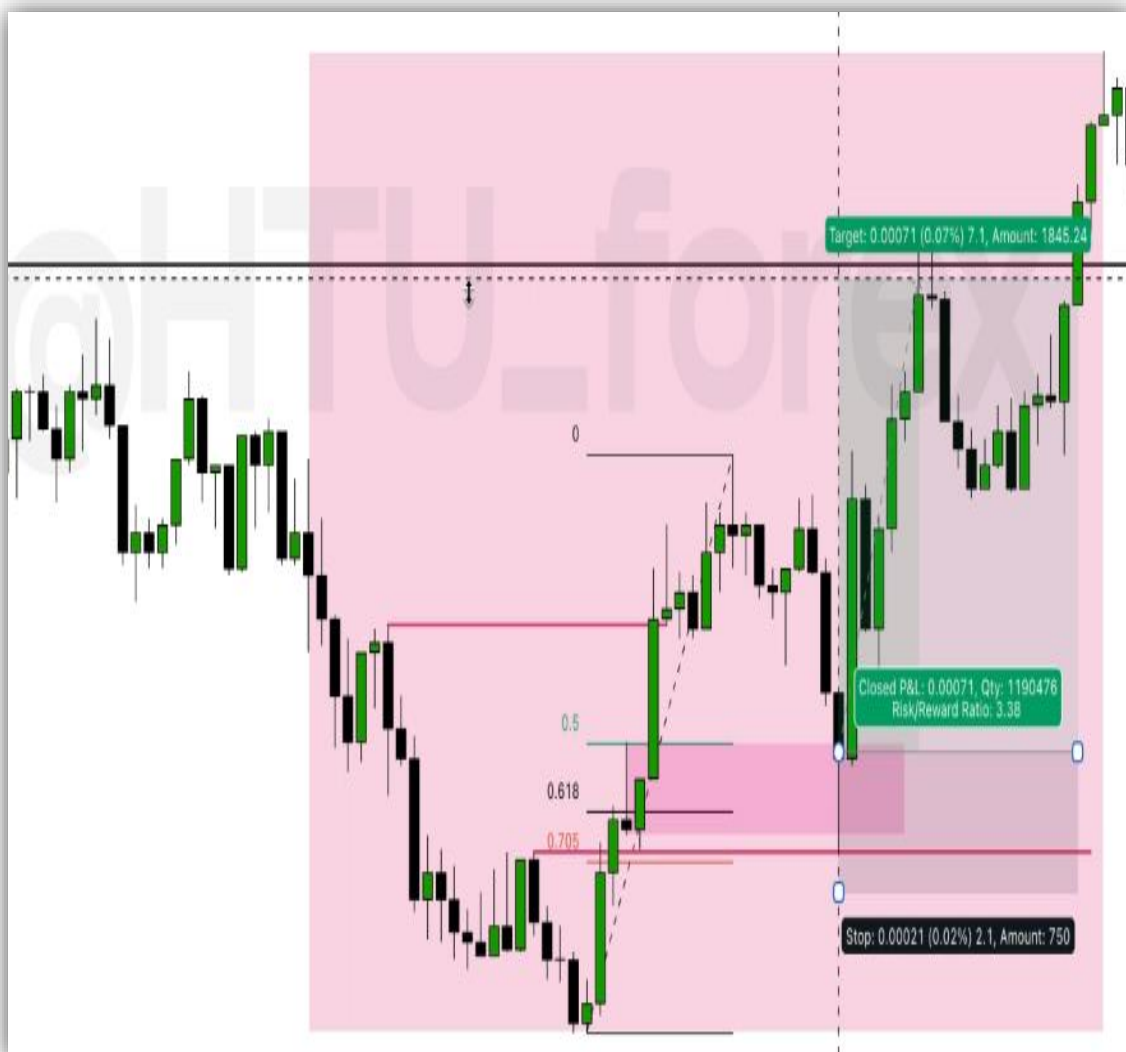 @HTU_forex
Target: 0.00071 (0.07%) 7.1, Amount: 1845.24
0
Closed P&L: 0.00071, Qty: 1190476
Risk/Reward Ratio: 3.38
0.5
0.618
0.705
Stop: 0.00021 (0.02%) 2.1, Amount: 750